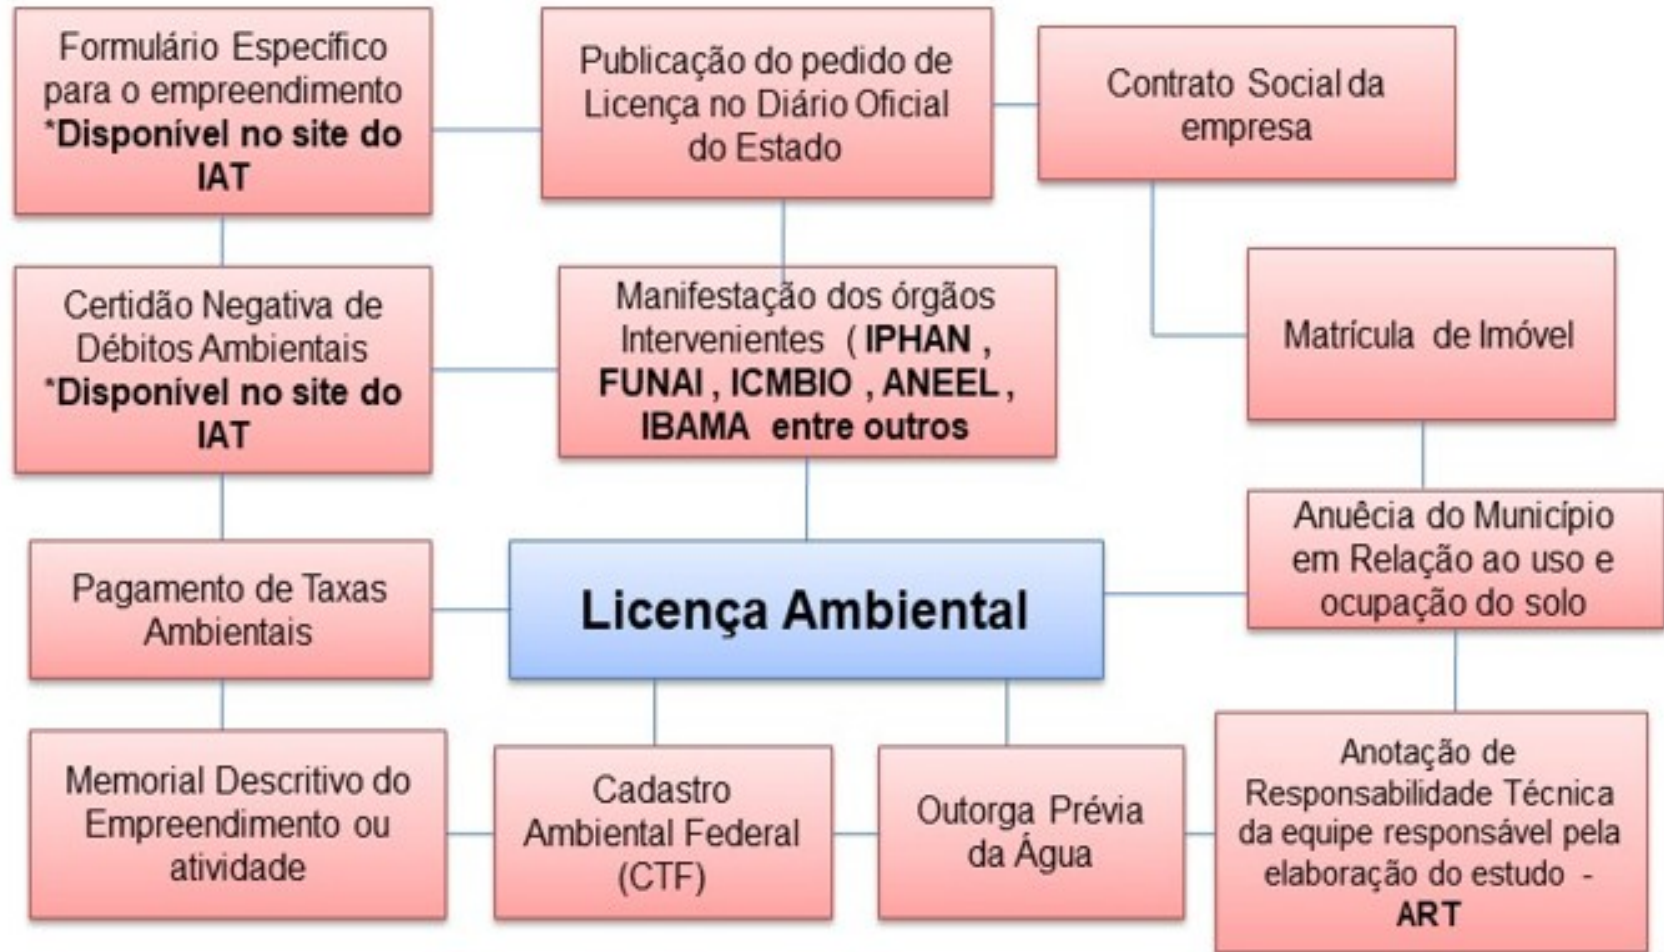 Formulário Específico
para o empreendimento
*Disponível no site do
IAT
Publicação do pedido de
Licença no Diário Oficial
do Estado
Contrato Social da
empresa
Certidão Negativa de
Débitos Ambientais
*Disponível no site do
IAT
Manifestação dos órgãos
Intervenientes ( IPHAN ,
FUNAI , ICMBIO , ANEEL ,
IBAMA entre outros
Matrícula de Imóvel
Pagamento de Taxas
Ambientais
Licença Ambiental
Anuêcia do Município
em Relação ao uso e
ocupação do solo
Memorial Descritivo do
Empreendimento ou
atividade
Cadastro
Ambiental Federal
(CTF)
Outorga Prévia
da Água
Anotação de
Responsabilidade Técnica
da equipe responsável pela
elaboração do estudo -
ART